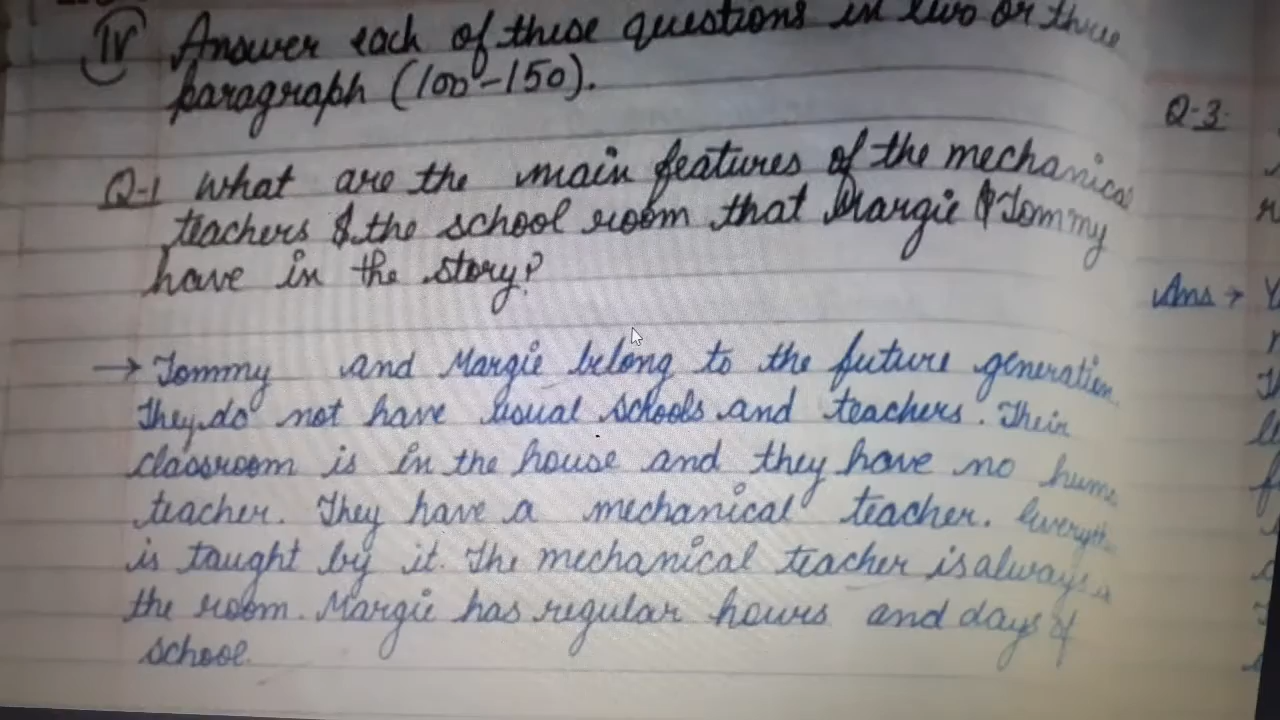 IV Answer each of these questions in two or three
paragraph (100-150).
Q-1 What are the main features of the mechanical
teachers & the school room that Margie & Tommy
have in the story?
→ Tommy and Margie belong to the future generation.
They do not have usual schools and teachers. Their
classroom is in the house and they have no
teacher. They have a mechanical teacher.
is taught by it. The mechanical teacher is always
the room. Margie has regular hours and days of
school.
Q-3.
Ans →